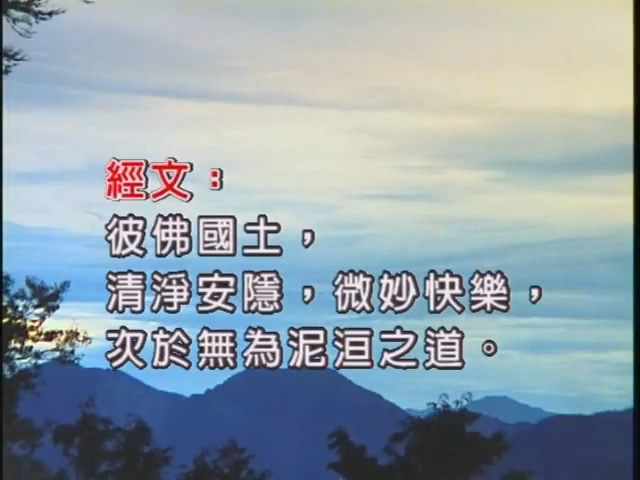 經文：
彼佛國土，
清淨安隱，微妙快樂，
次於無為泥洹之道。